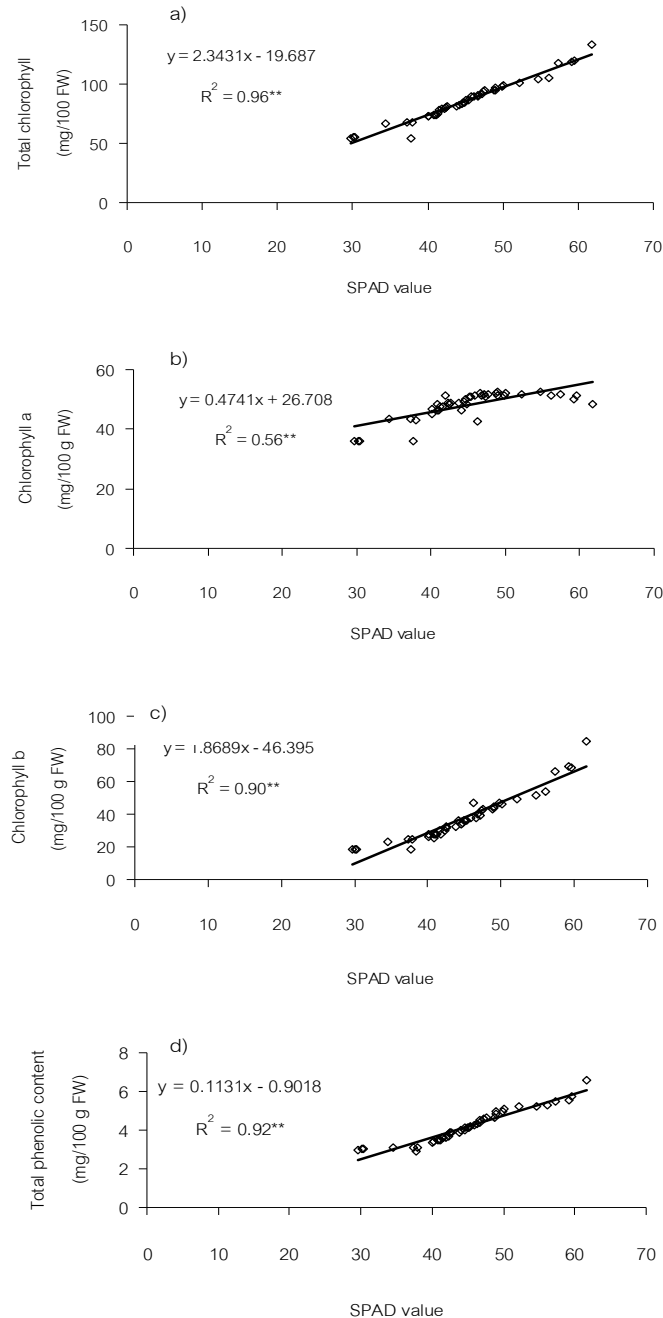 a)
150
100
50
0
y = 2.3431x - 19.687
R² = 0.96**
Total chlorophyll
(mg/100 FW)
0 10 20 30 40 50 60 70
SPAD value
b)
60
40
20
0
y = 0.4741x + 26.708
R² = 0.56**
Chlorophyll a
(mg/100 g FW)
0 10 20 30 40 50 60 70
SPAD value
c)
100
80
60
40
20
0
y = 1.8689x - 46.395
R² = 0.90**
Chlorophyll b
(mg/100 g FW)
0 10 20 30 40 50 60 70
SPAD value
d)
8
6
4
2
0
y = 0.1131x - 0.9018
R² = 0.92**
Total phenolic content
(mg/100 g FW)
0 10 20 30 40 50 60 70
SPAD value